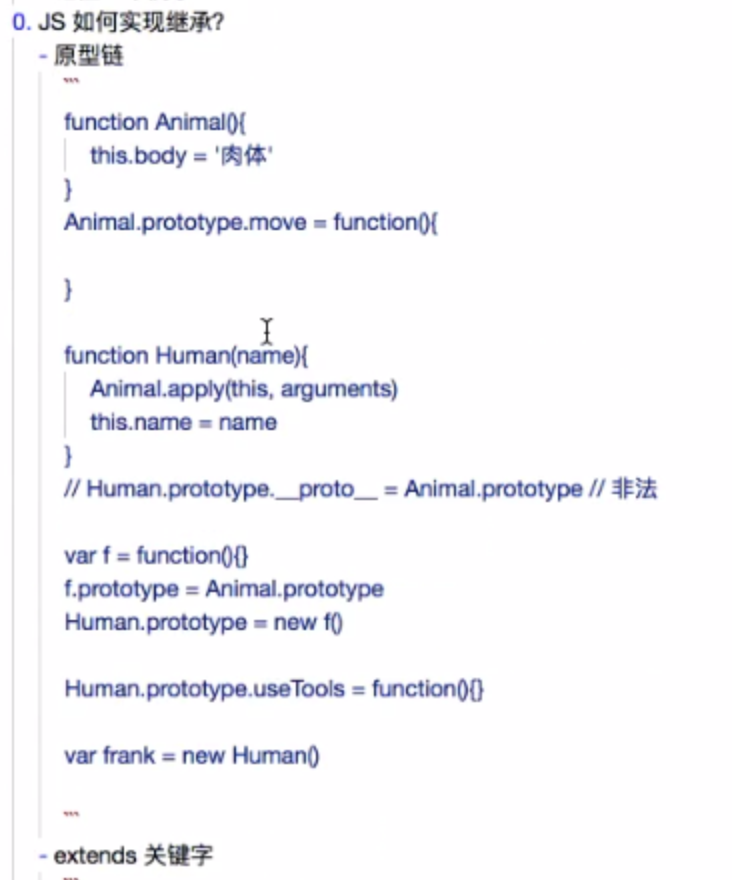 0. JS 如何实现继承?
- 原型链
```
function Animal(){
this.body = '肉体'
}
Animal.prototype.move = function(){
}
function Human(name){
Animal.apply(this, arguments)
this.name = name
}
// Human.prototype.__proto__ = Animal.prototype // 非法
var f = function(){}
f.prototype = Animal.prototype
Human.prototype = new f()
Human.prototype.useTools = function(){}
var frank = new Human()
```
- extends 关键字